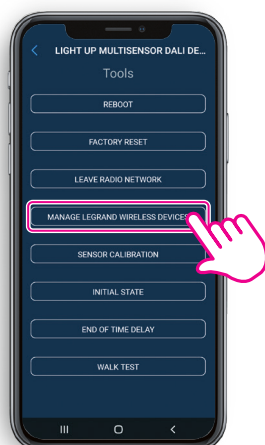 LIGHT UP MULTISENSOR DALI DE...
Tools
REBOOT
FACTORY RESET
LEAVE RADIO NETWORK
MANAGE LEGRAND WIRELESS DEVICES
SENSOR CALIBRATION
INITIAL STATE
END OF TIME DELAY
WALK TEST